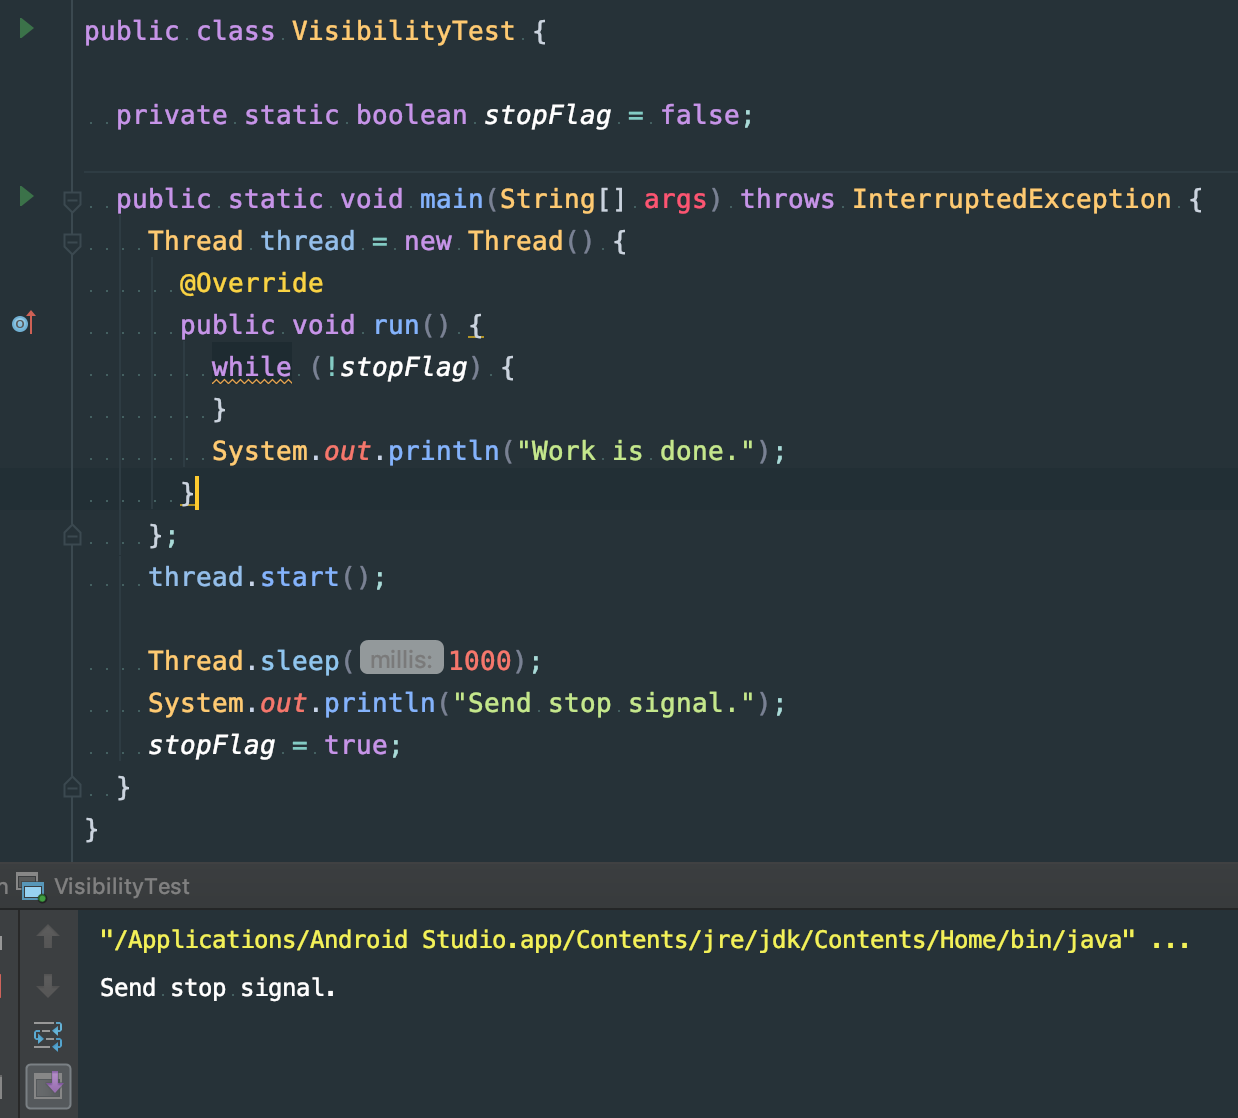 public class VisibilityTest {
private static boolean stopFlag = false;
public static void main(String[] args) throws InterruptedException {
Thread thread = new Thread() {
@Override
public void run() {
while (!stopFlag) {
}
System.out.println("Work is done.");
}
};
thread.start();
Thread.sleep( millis: 1000);
System.out.println("Send stop signal.");
stopFlag = true;
}
}
VisibilityTest
"/Applications/Android Studio.app/Contents/jre/jdk/Contents/Home/bin/java" ...
Send stop signal.